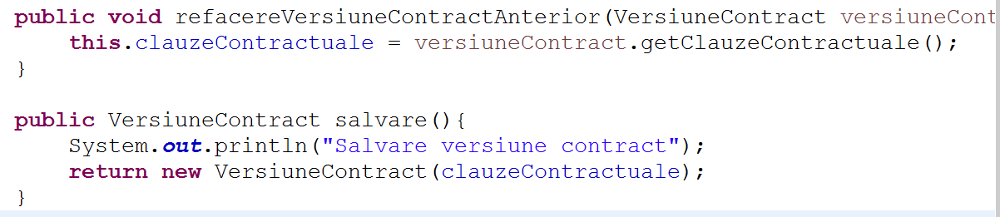 public void refacereVersiuneContractAnterior(VersiuneContract versiuneCont
this.clauzeContractuale = versiuneContract.getClauzeContractuale();
}
public VersiuneContract salvare(){
System.out.println("Salvare versiune contract");
return new VersiuneContract(clauzeContractuale);
}